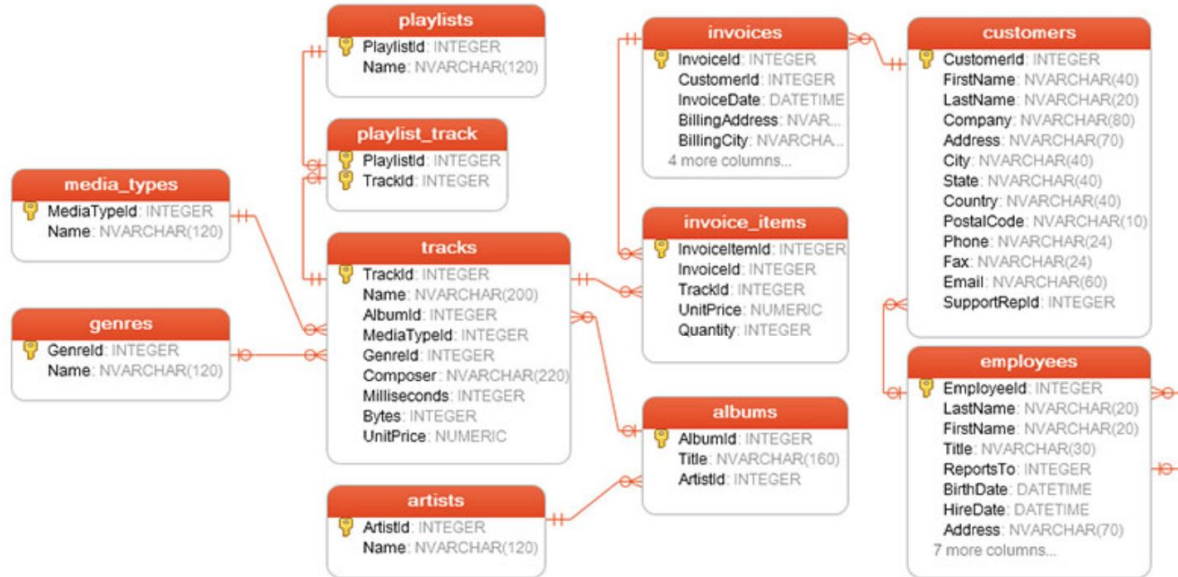 playlists
PlaylistId: INTEGER
Name: NVARCHAR(120)
playlist_track
PlaylistId: INTEGER
TrackId: INTEGER
media_types
MediaTypeId: INTEGER
Name: NVARCHAR(120)
genres
GenreId: INTEGER
Name: NVARCHAR(120)
tracks
TrackId: INTEGER
Name: NVARCHAR(200)
AlbumId: INTEGER
MediaTypeId: INTEGER
GenreId: INTEGER
Composer: NVARCHAR(220)
Milliseconds: INTEGER
Bytes: INTEGER
UnitPrice: NUMERIC
artists
ArtistId: INTEGER
Name: NVARCHAR(120)
invoices
InvoiceId: INTEGER
CustomerId: INTEGER
InvoiceDate: DATETIME
BillingAddress: NVAR...
BillingCity: NVARCHA...
4 more columns...
invoice_items
InvoiceItemId: INTEGER
InvoiceId: INTEGER
TrackId: INTEGER
UnitPrice: NUMERIC
Quantity: INTEGER
albums
AlbumId: INTEGER
Title: NVARCHAR(160)
ArtistId: INTEGER
customers
CustomerId: INTEGER
FirstName: NVARCHAR(40)
LastName: NVARCHAR(20)
Company: NVARCHAR(80)
Address: NVARCHAR(70)
City: NVARCHAR(40)
State: NVARCHAR(40)
Country: NVARCHAR(40)
PostalCode: NVARCHAR(10)
Phone: NVARCHAR(24)
Fax: NVARCHAR(24)
Email: NVARCHAR(60)
SupportRepId: INTEGER
employees
EmployeeId: INTEGER
LastName: NVARCHAR(20)
FirstName: NVARCHAR(20)
Title: NVARCHAR(30)
ReportsTo: INTEGER
BirthDate: DATETIME
HireDate: DATETIME
Address: NVARCHAR(70)
7 more columns...